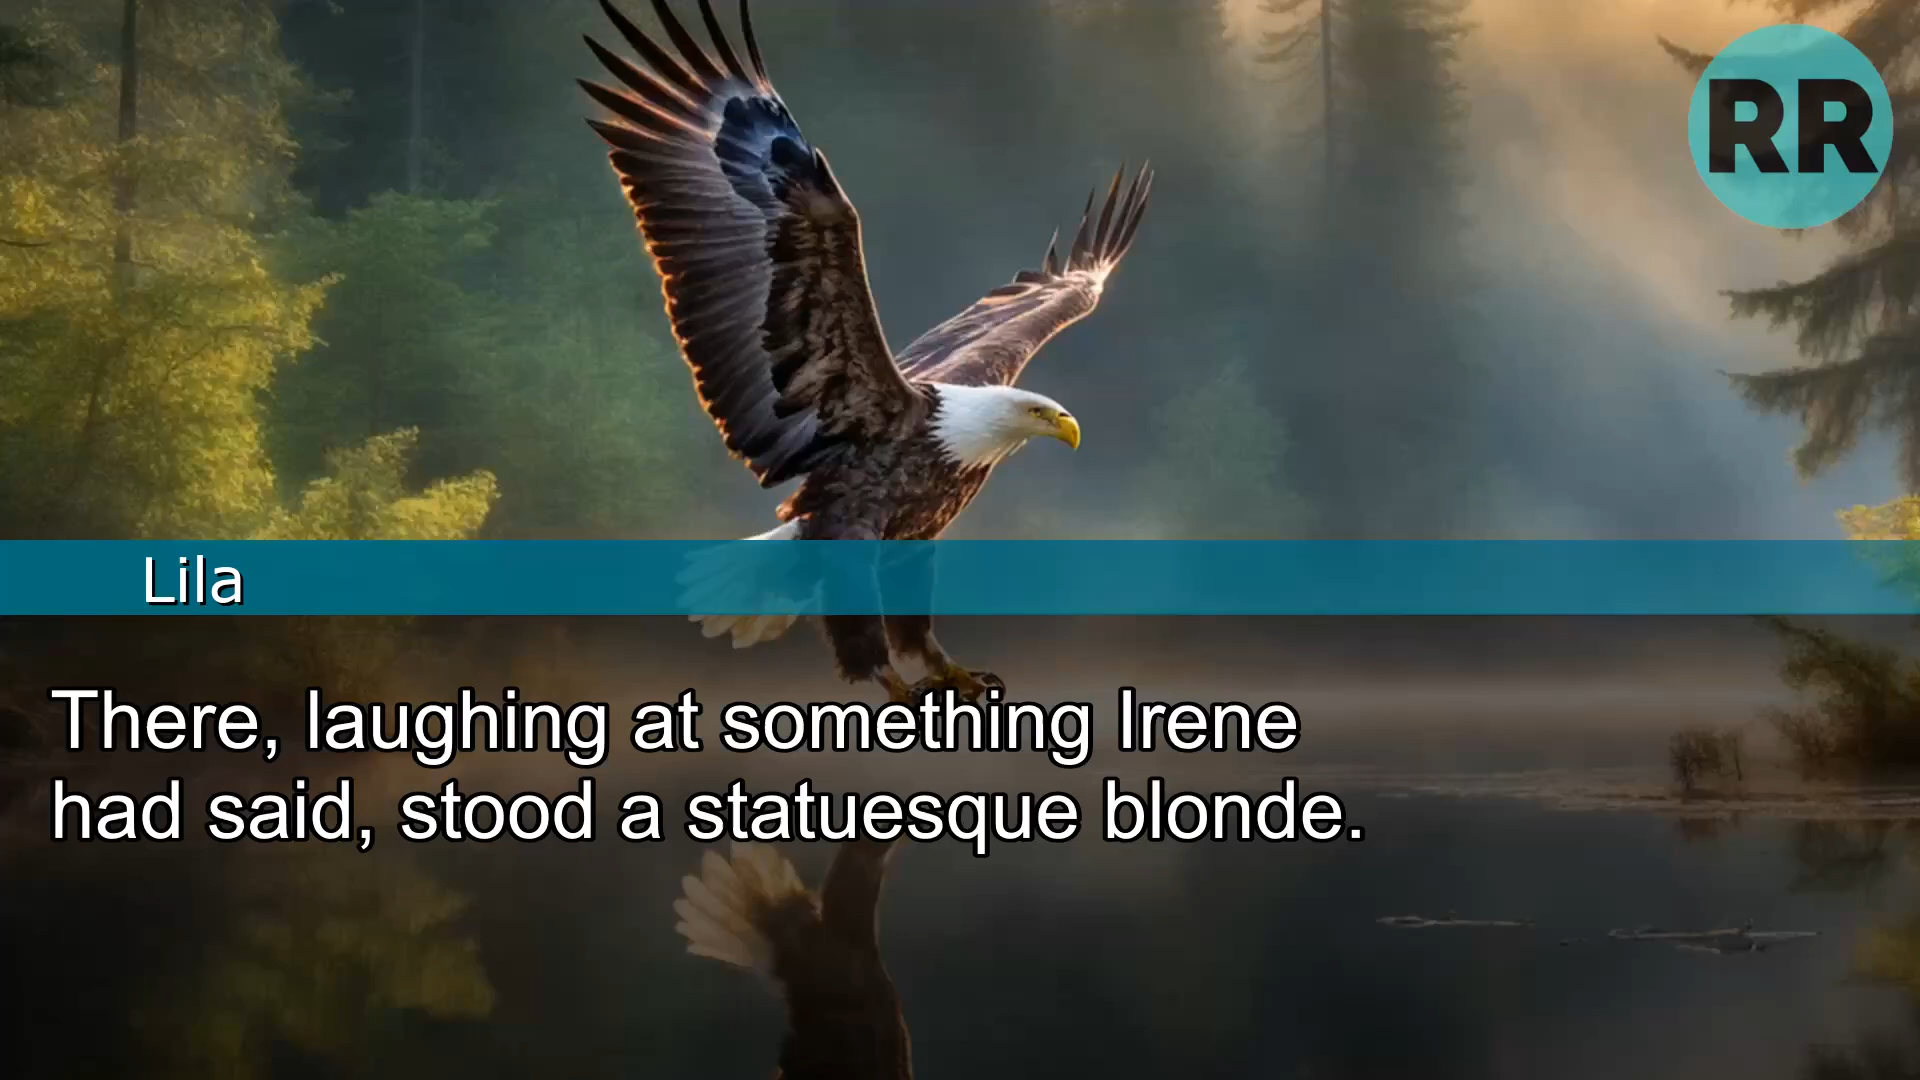 RR
Lila
There, laughing at something Irene
had said, stood a statuesque blonde.